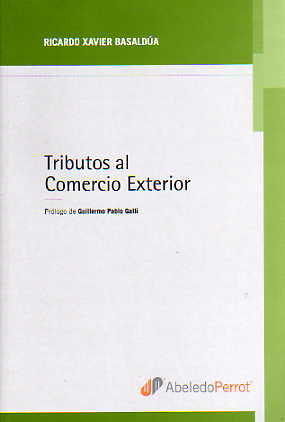 RICARDO XAVIER BASALDÚA
Tributos al
Comercio Exterior
Prólogo de Guillermo Pablo Galli
AbeledoPerrot